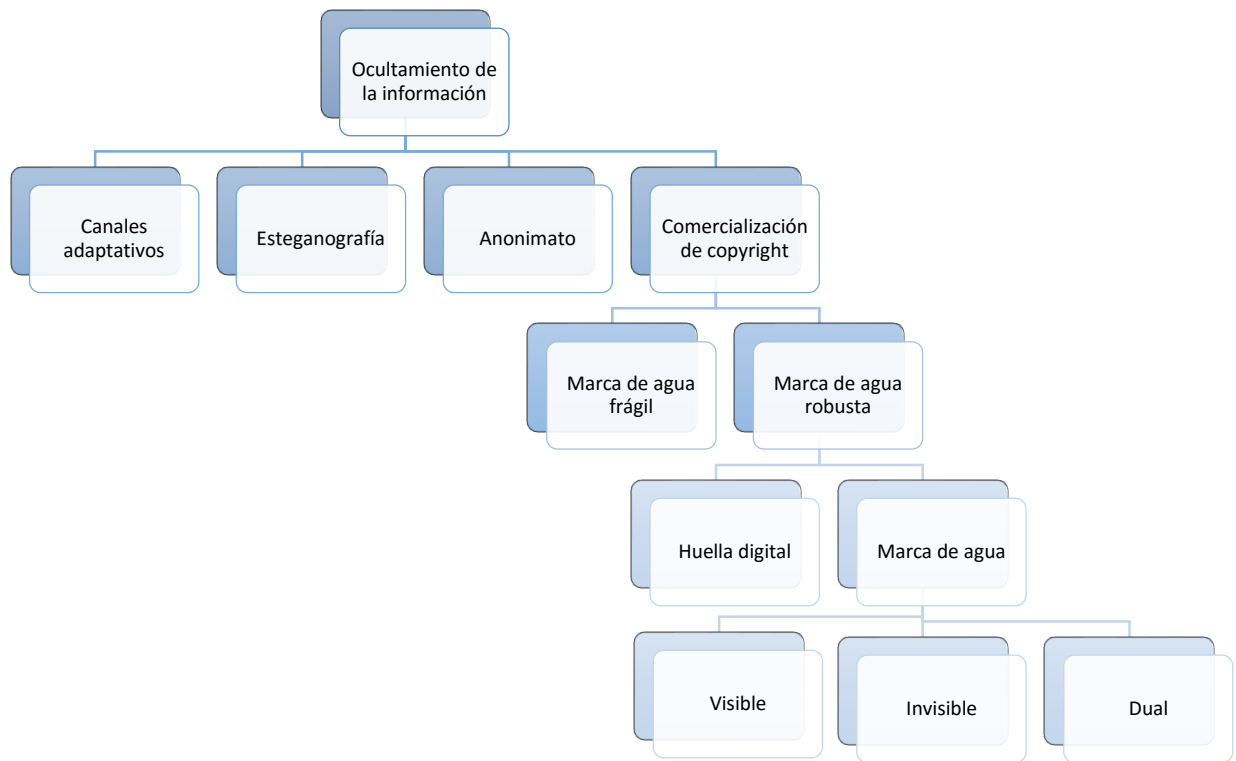 Ocultamiento de
la información
Canales
adaptativos
Esteganografía
Anonimato
Comercialización
de copyright
Marca de agua
frágil
Marca de agua
robusta
Huella digital
Marca de agua
Visible
Invisible
Dual